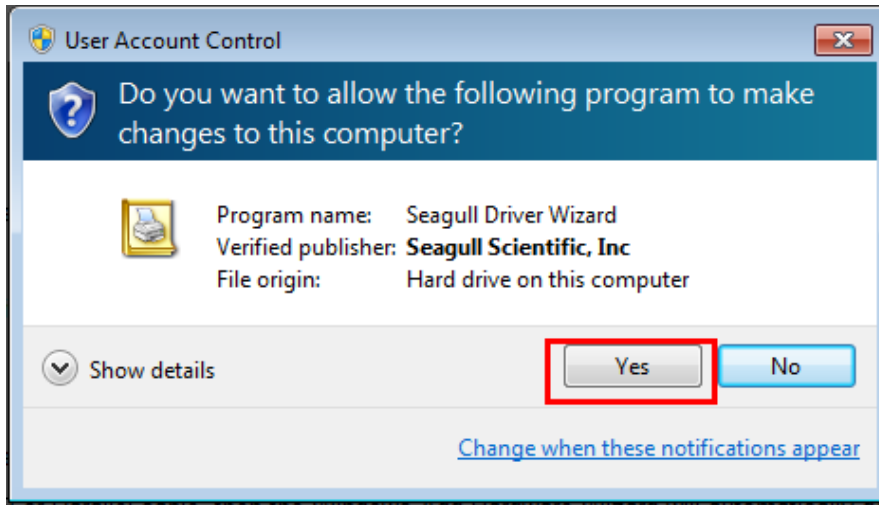 User Account Control
Do you want to allow the following program to make
changes to this computer?
Program name: Seagull Driver Wizard
Verified publisher: Seagull Scientific, Inc
File origin: Hard drive on this computer
Show details
Yes
No
Change when these notifications appear